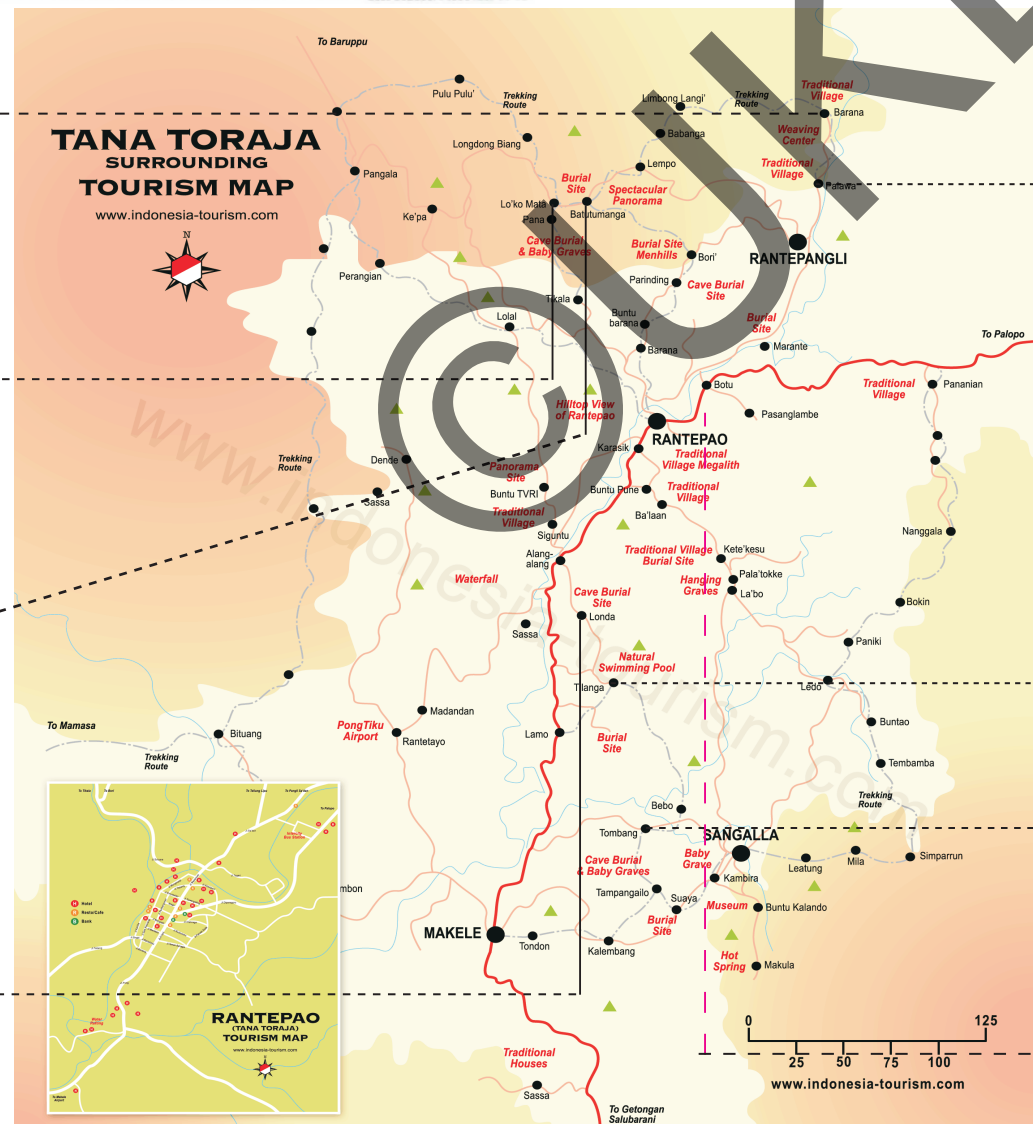 To Baruppu
Pulu Pulu'
Trekking
Route
Limbong Langi'
Trekking
Route
Traditional
Village
Barana
TANA TORAJA
SURROUNDING
TOURISM MAP
www.indonesia-tourism.com
N
Longdong Biang
Babanga
Weaving
Center
Pangala
Lempo
Traditional
Village
Palawa
Burial
Site
Spectacular
Panorama
Ke'pa
Lo'ko Mata
Batutumanga
Pana
Cave Burial
& Baby Graves
Burial Site
Menhills
Bori'
RANTEPANGLI
Perangian
Parinding
Cave Burial
Site
Tikala
Lolal
Buntu
barana
Burial
Site
Barana
Marante
To Palopo
Botu
Traditional
Village
Pananian
Hilltop View
of Rantepao
Pasanglambe
RANTEPAO
Karasik
Traditional
Village Megalith
Dende
Trekking
Route
Panorama
Site
Buntu TVRI
Buntu Pune
Traditional
Village
Sassa
Ba'laan
Traditional
Village
Siguntu
Nanggala
Alang-
alang
Traditional Village
Burial Site
Kete'kesu
Waterfall
Pala'tokke
Hanging
Graves
La'bo
Cave Burial
Site
Londa
Bokin
Sassa
Paniki
Natural
Swimming Pool
Tilanga
Ledo
Madandan
PongTiku
Airport
Rantetayo
To Mamasa
Bituang
Lamo
Burial
Site
Buntao
Trekking
Route
Tembamba
Trekking
Route
Bebo
Tombang
SANGALLA
Baby
Grave
Cave Burial
& Baby Graves
Leatung
Mila
Simparrun
Kambira
Tampangailo
Suaya
Museum
Buntu Kalando
Burial
Site
mbon
MAKELE
Tondon
Kalembang
Hot
Spring
Makula
Hotel
Resto/Cafe
Bank
RANTEPAO
(TANA TORAJA)
TOURISM MAP
www.indonesia-tourism.com
0
125
25
50
75
100
www.indonesia-tourism.com
Traditional
Houses
Sassa
To Getongan
Salubarani
www.indonesia-tourism.com